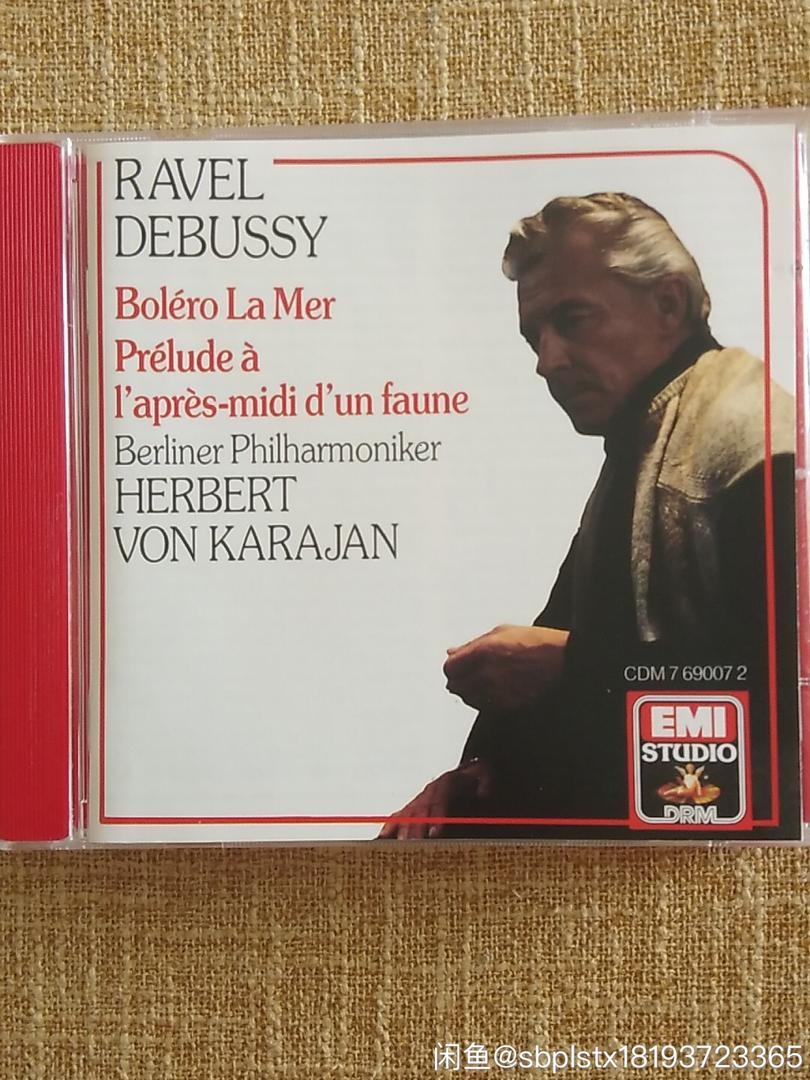 RAVEL
DEBUSSY
Boléro La Mer
Prélude à
l'après-midi d'un faune
Berliner Philharmoniker
HERBERT
VON KARAJAN
CDM 7 69007 2
EMI
STUDIO
DRM
闲鱼@sbplstx18193723365